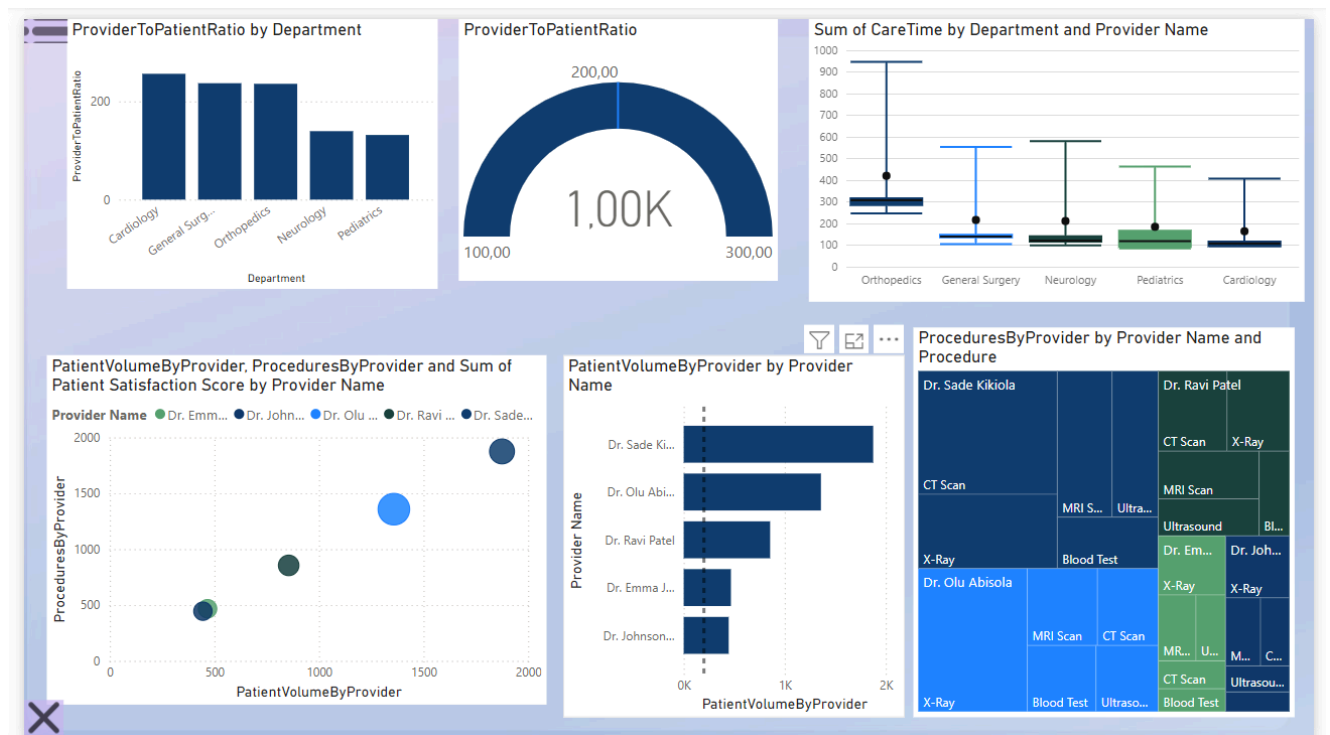 ProviderToPatientRatio by Department
ProviderToPatientRatio
200
0
Cardiology
General Surg...
Orthopedics
Neurology
Pediatrics
Department
ProviderToPatientRatio
200,00
1,00K
100,00
300,00
Sum of CareTime by Department and Provider Name
1000
900
800
700
600
500
400
300
200
100
0
Orthopedics
General Surgery
Neurology
Pediatrics
Cardiology
PatientVolumeByProvider, ProceduresByProvider and Sum of
Patient Satisfaction Score by Provider Name
Provider Name Dr. Emm... Dr. John... Dr. Olu ... Dr. Ravi ... Dr. Sade...
ProceduresByProvider
2000
1500
1000
500
0
0
500
1000
1500
2000
PatientVolumeByProvider
PatientVolumeByProvider by Provider
Name
Provider Name
Dr. Sade Ki...
Dr. Olu Abi...
Dr. Ravi Patel
Dr. Emma J...
Dr. Johnson...
0K
1K
2K
PatientVolumeByProvider
ProceduresByProvider by Provider Name and
Procedure
Dr. Sade Kikiola
CT Scan
MRI S...
Ultra...
X-Ray
Blood Test
Dr. Olu Abisola
MRI Scan
CT Scan
X-Ray
Blood Test
Ultraso...
Dr. Ravi Patel
CT Scan
X-Ray
MRI Scan
Ultrasound
Bl...
Dr. Em...
X-Ray
MR...
U...
CT Scan
Blood Test
Dr. Joh...
X-Ray
M...
C...
Ultrasou...